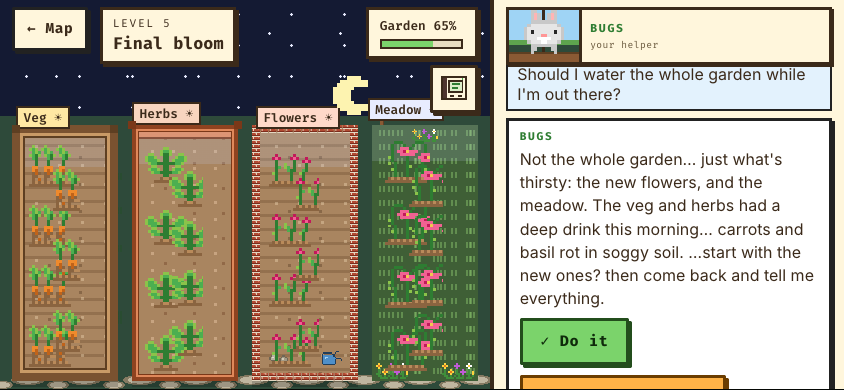 ← Map
LEVEL 5
Final bloom
Garden 65%
Veg ☀
Herbs ☀
Flowers ☀
Meadow
BUGS
your helper
Should I water the whole garden while
I'm out there?
BUGS
Not the whole garden... just what's
thirsty: the new flowers, and the
meadow. The veg and herbs had a
deep drink this morning... carrots and
basil rot in soggy soil. ...start with the
new ones? then come back and tell me
everything.
✓ Do it